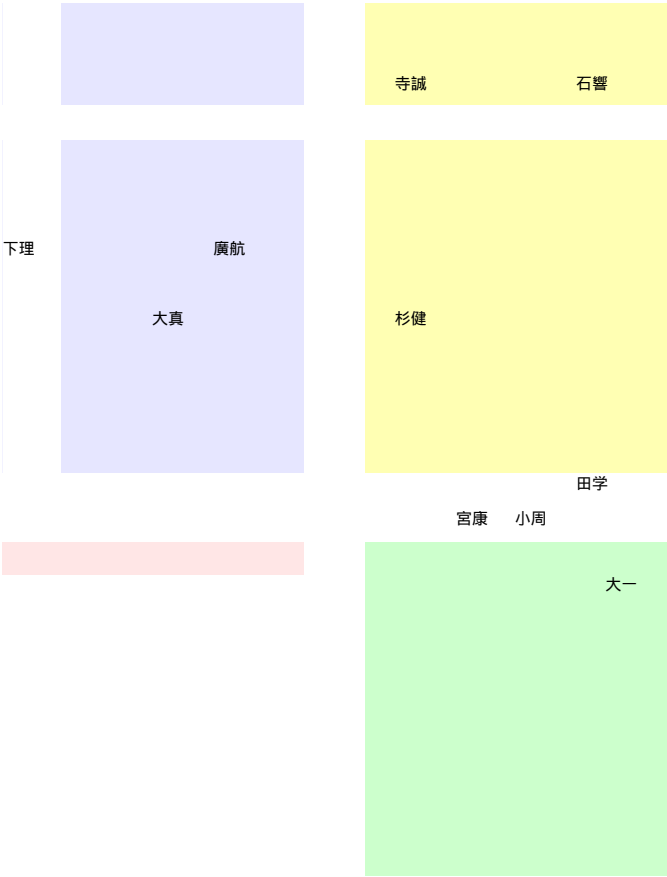 寺誠 石響
下理 廣航
大真 杉健
田学
宮康 小周
大一